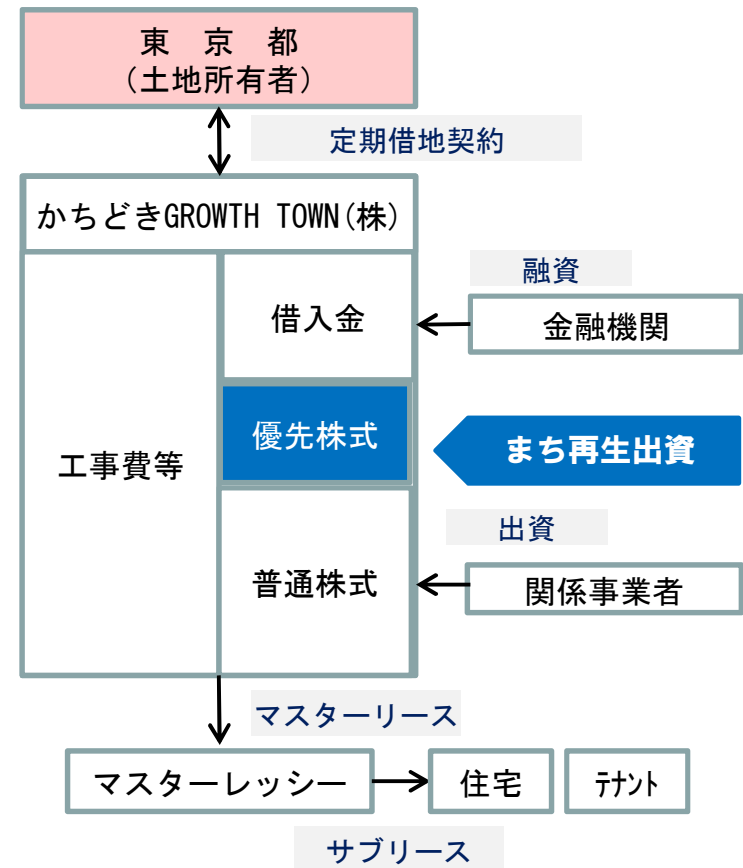 東 京 都
(土地所有者)
定期借地契約
かちどきGROWTH TOWN(株)
融資
借入金
金融機関
優先株式
まち再生出資
工事費等
出資
普通株式
関係事業者
マスターリース
マスターレッシー
住宅
テナント
サブリース